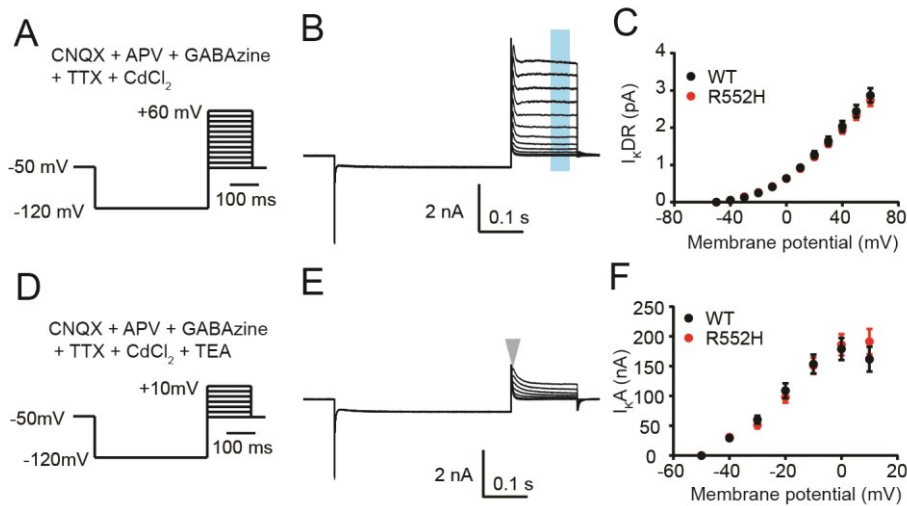 A
CNQX + APV + GABAzine
+ TTX + CdCl2
+60 mV
-50 mV
-120 mV
100 ms
B
2 nA
0.1 s
C
IKDR (pA)
4
3
2
1
0
WT
R552H
-80 -40 0 40 80
Membrane potential (mV)
D
CNQX + APV + GABAzine
+ TTX + CdCl2 + TEA
+10mV
-50mV
-120mV
100 ms
E
2 nA
0.1 s
F
IKA (nA)
250
200
150
100
50
0
WT
R552H
-60 -40 -20 0 20
Membrane potential (mV)